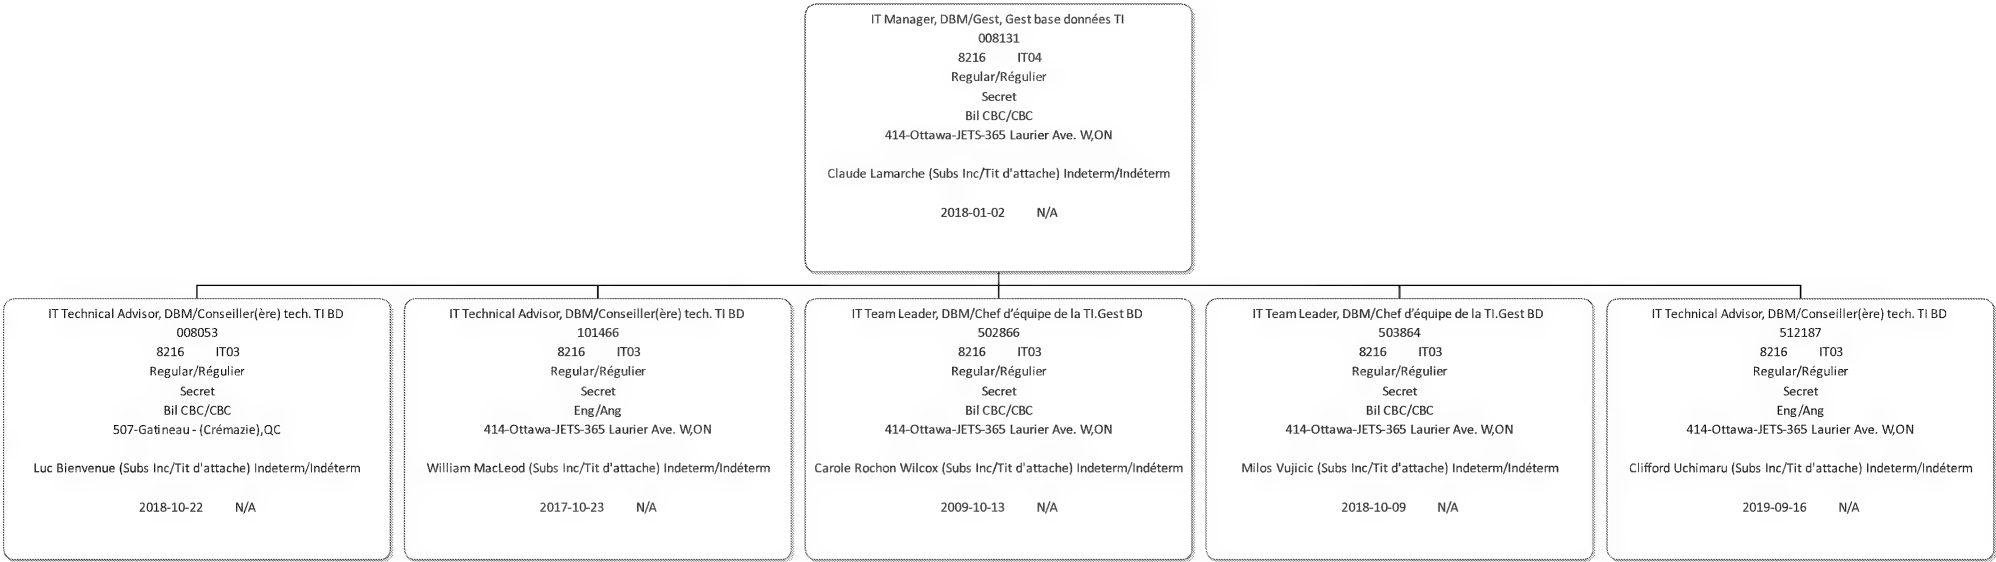 IT Manager, DBM/Gest, Gest base données TI
008131
8216 IT04
Regular/Régulier
Secret
Bil CBC/CBC
414-Ottawa-JETS-365 Laurier Ave. W,ON
Claude Lamarche (Subs Inc/Tit d'attache) Indeterm/Indéterm
2018-01-02 N/A
IT Technical Advisor, DBM/Conseiller(ère) tech. TI BD
008053
8216 IT03
Regular/Régulier
Secret
Bil CBC/CBC
507-Gatineau - (Crémazie),QC
Luc Bienvenue (Subs Inc/Tit d'attache) Indeterm/Indéterm
2018-10-22 N/A
IT Technical Advisor, DBM/Conseiller(ère) tech. TI BD
101466
8216 IT03
Regular/Régulier
Secret
Eng/Ang
414-Ottawa-JETS-365 Laurier Ave. W,ON
William MacLeod (Subs Inc/Tit d'attache) Indeterm/Indéterm
2017-10-23 N/A
IT Team Leader, DBM/Chef d’équipe de la TI.Gest BD
502866
8216 IT03
Regular/Régulier
Secret
Bil CBC/CBC
414-Ottawa-JETS-365 Laurier Ave. W,ON
Carole Rochon Wilcox (Subs Inc/Tit d'attache) Indeterm/Indéterm
2009-10-13 N/A
IT Team Leader, DBM/Chef d’équipe de la TI.Gest BD
503864
8216 IT03
Regular/Régulier
Secret
Bil CBC/CBC
414-Ottawa-JETS-365 Laurier Ave. W,ON
Milos Vujicic (Subs Inc/Tit d'attache) Indeterm/Indéterm
2018-10-09 N/A
IT Technical Advisor, DBM/Conseiller(ère) tech. TI BD
512187
8216 IT03
Regular/Régulier
Secret
Eng/Ang
414-Ottawa-JETS-365 Laurier Ave. W,ON
Clifford Uchimaru (Subs Inc/Tit d'attache) Indeterm/Indéterm
2019-09-16 N/A